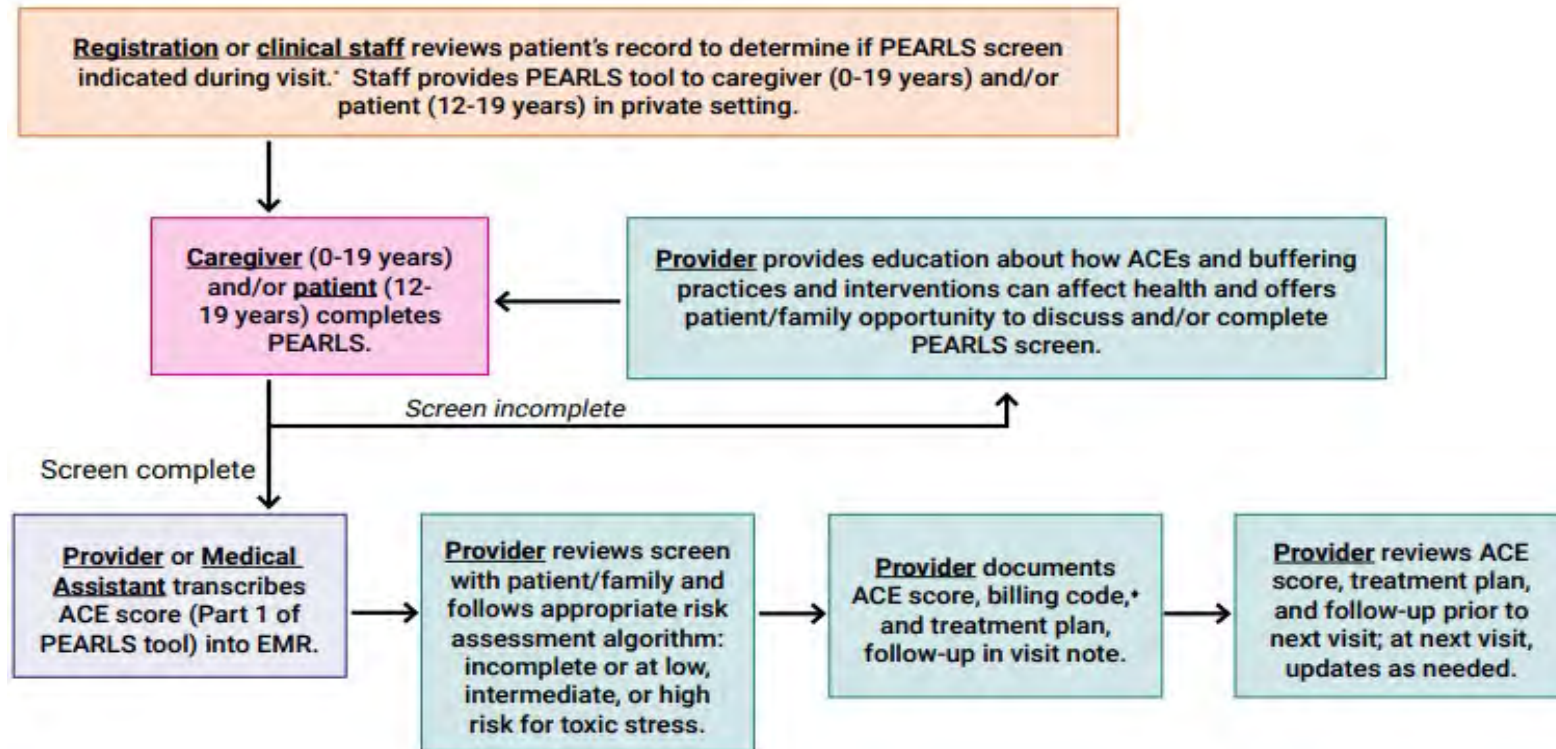 Registration or clinical staff reviews patient's record to determine if PEARLS screen
indicated during visit.* Staff provides PEARLS tool to caregiver (0-19 years) and/or
patient (12-19 years) in private setting.
Caregiver (0-19 years)
and/or patient (12-
19 years) completes
PEARLS.
Provider provides education about how ACEs and buffering
practices and interventions can affect health and offers
patient/family opportunity to discuss and/or complete
PEARLS screen.
Screen incomplete
Screen complete
Provider or Medical
Assistant transcribes
ACE score (Part 1 of
PEARLS tool) into EMR.
Provider reviews screen
with patient/family and
follows appropriate risk
assessment algorithm:
incomplete or at low,
intermediate, or high
risk for toxic stress.
Provider documents
ACE score, billing code,♦
and treatment plan,
follow-up in visit note.
Provider reviews ACE
score, treatment plan,
and follow-up prior to
next visit; at next visit,
updates as needed.